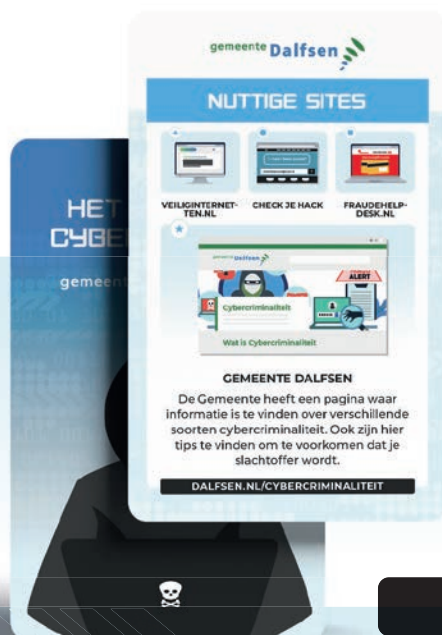 gemeente Dalfsen
NUTTIGE SITES
VEILIGINTERNET-
TEN.NL
CHECK JE HACK
FRAUDEHELP-
DESK.NL
gemeente Dalfsen
ALERT
Cybercriminaliteit
Wat is Cybercriminaliteit
GEMEENTE DALFSEN
De Gemeente heeft een pagina waar
informatie is te vinden over verschillende
soorten cybercriminaliteit. Ook zijn hier
tips te vinden om te voorkomen dat je
slachtoffer wordt.
DALFSEN.NL/CYBERCRIMINALITEIT
HET